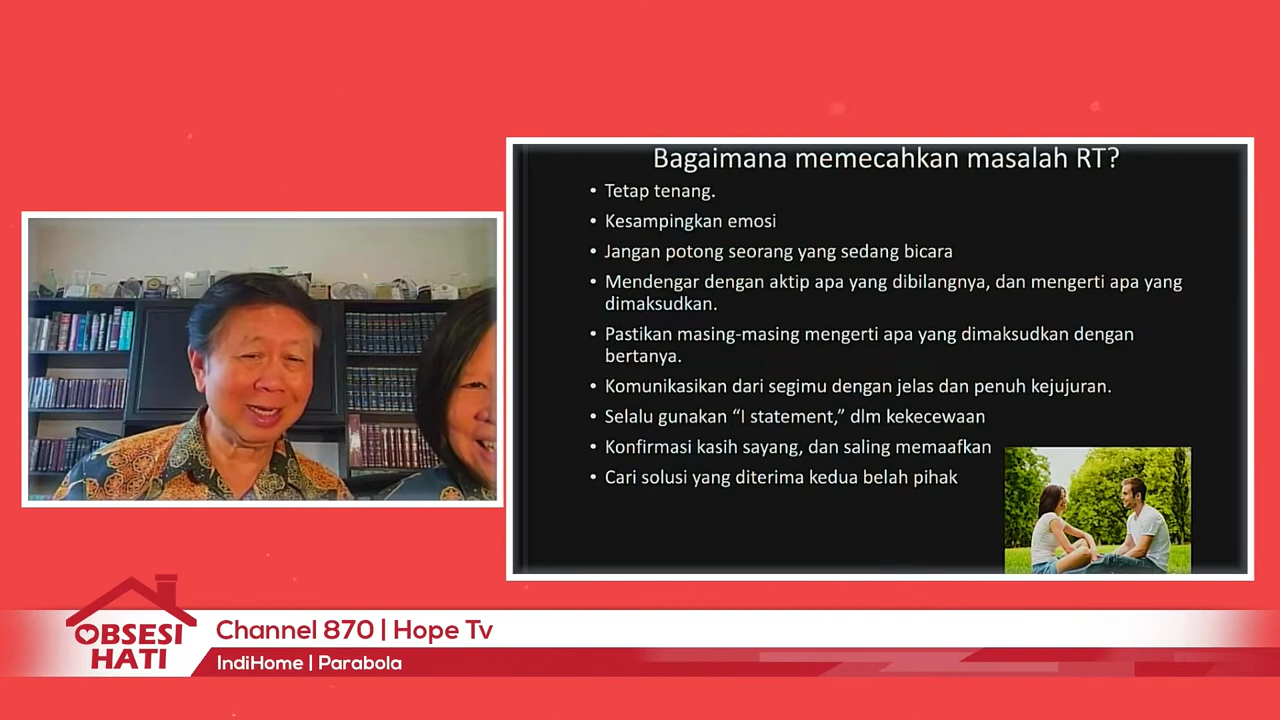 Bagaimana memecahkan masalah RT?
• Tetap tenang.
• Kesampingkan emosi
• Jangan potong seorang yang sedang bicara
• Mendengar dengan aktip apa yang dibilangnya, dan mengerti apa yang
dimaksudkan.
• Pastikan masing-masing mengerti apa yang dimaksudkan dengan
bertanya.
• Komunikasikan dari segimu dengan jelas dan penuh kejujuran.
• Selalu gunakan “I statement,” dlm kekecewaan
• Konfirmasi kasih sayang, dan saling memaafkan
• Cari solusi yang diterima kedua belah pihak
OBSESI
HATI
Channel 870 | Hope Tv
IndiHome | Parabola